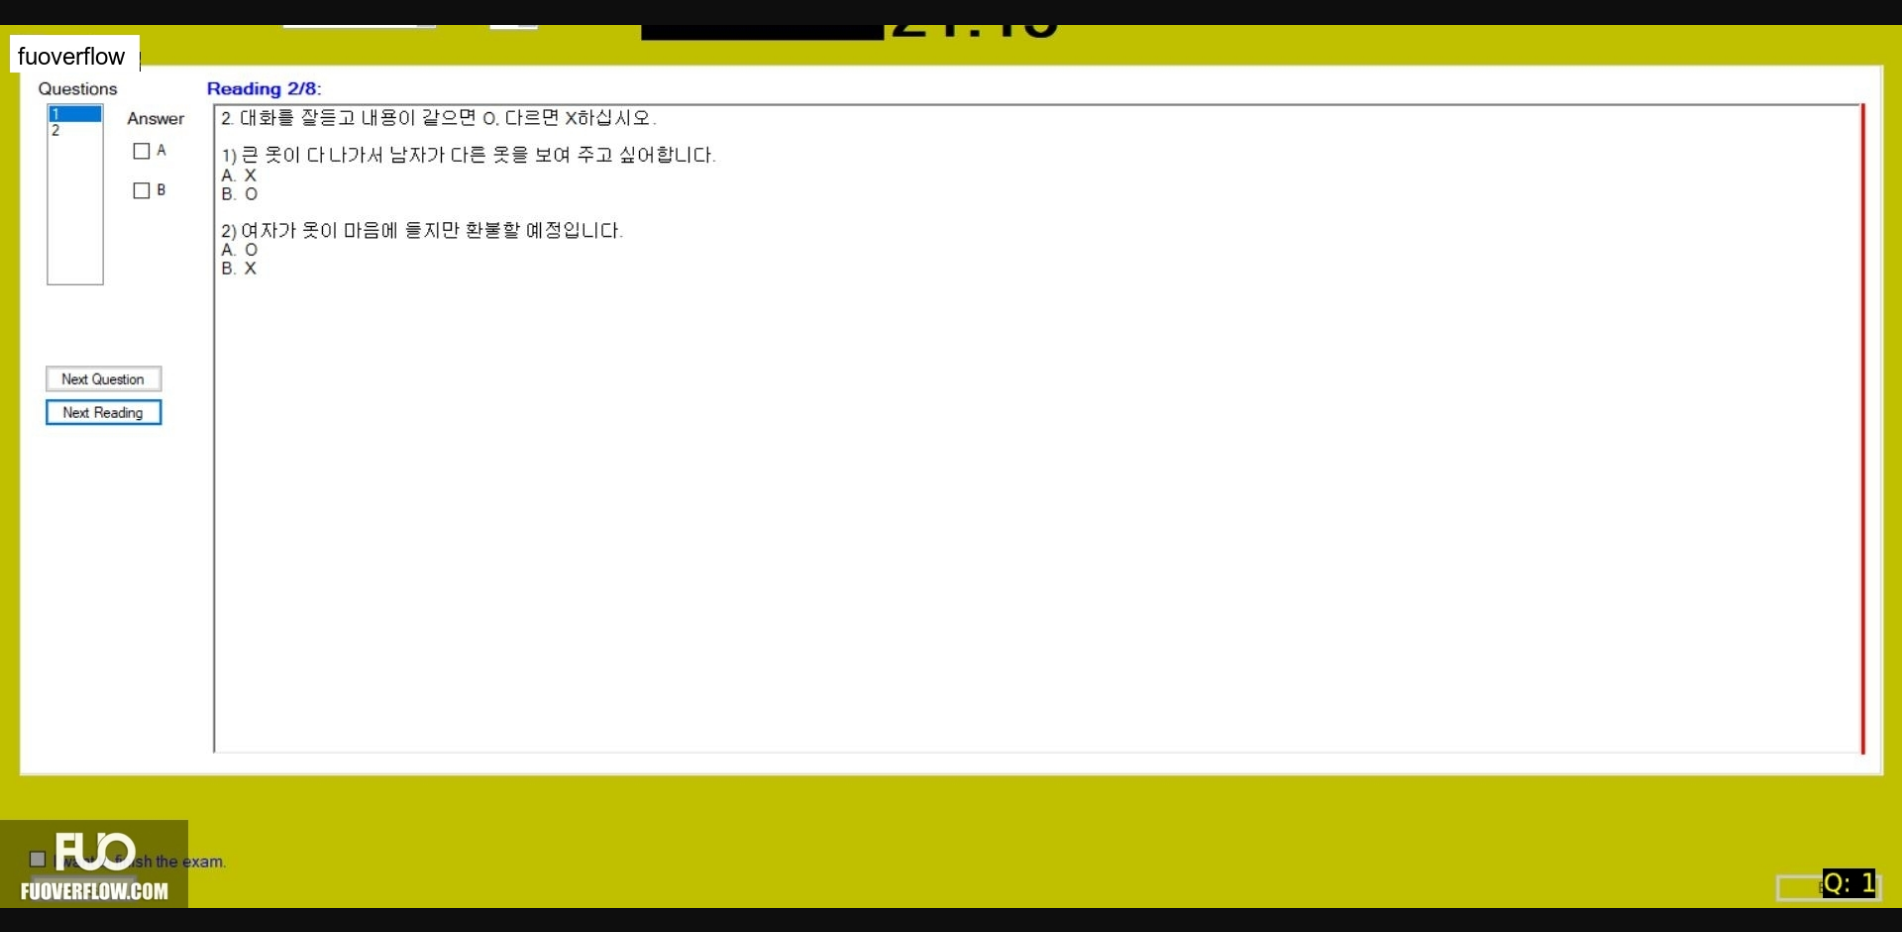 fuoverflow
Questions
Reading 2/8:
1
2
Answer
A
B
2. 대화를 잘듣고 내용이 같으면 O, 다르면 X하십시오.
1) 큰 옷이 다 나가서 남자가 다른 옷을 보여 주고 싶어합니다.
A. X
B. O
2) 여자가 옷이 마음에 들지만 환불할 예정입니다.
A. O
B. X
Next Question
Next Reading
FUO
finish the exam.
FUOVERFLOW.COM
Q: 1